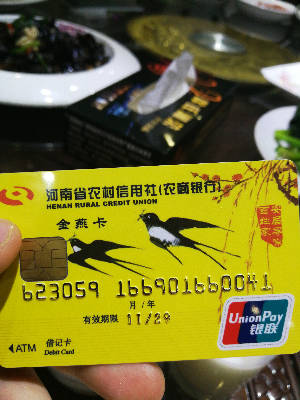 河南省农村信用社(农商银行)
HENAN RURAL CREDIT UNION
金燕卡
623059 166901660041
月/年
有效期限 11/29
ATM
借记卡
Debit Card
UnionPay
银联